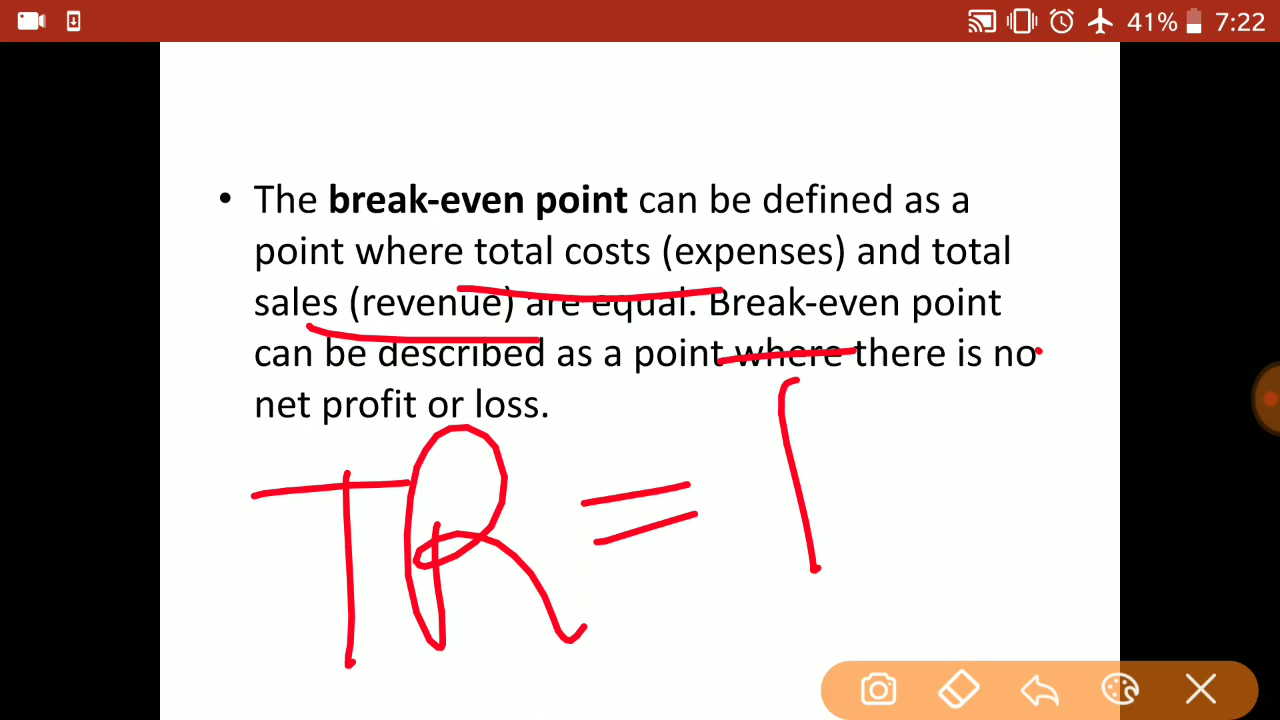 41% 7:22
• The break-even point can be defined as a
point where total costs (expenses) and total
sales (revenue) are equal. Break-even point
can be described as a point where there is no
net profit or loss.
TR =